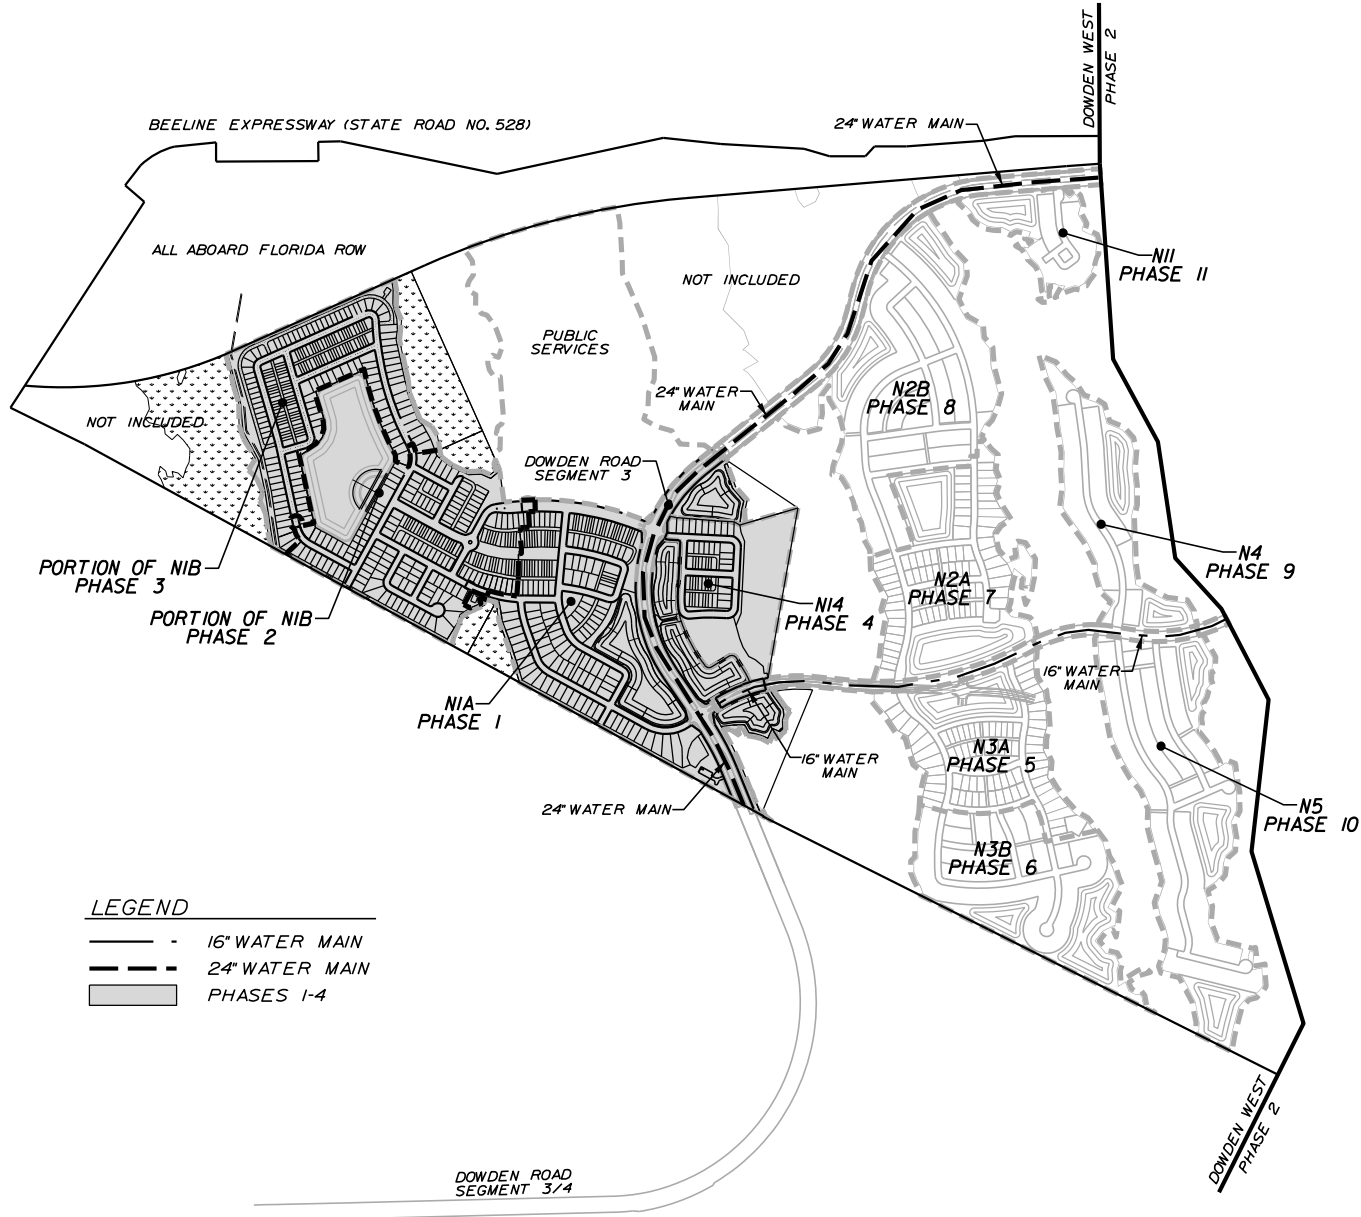 DOWDEN WEST
PHASE 2
BEELINE EXPRESSWAY (STATE ROAD NO. 528)
24" WATER MAIN
ALL ABOARD FLORIDA ROW
N11
PHASE 11
NOT INCLUDED
PUBLIC
SERVICES
24" WATER
MAIN
N2B
PHASE 8
NOT INCLUDED
DOWDEN ROAD
SEGMENT 3
N4
PHASE 9
PORTION OF N1B
PHASE 3
N2A
PHASE 7
PORTION OF N1B
PHASE 2
N14
PHASE 4
16" WATER
MAIN
N1A
PHASE 1
N3A
PHASE 5
16" WATER
MAIN
24" WATER MAIN
N5
PHASE 10
N3B
PHASE 6
LEGEND
16" WATER MAIN
24" WATER MAIN
PHASES 1-4
DOWDEN WEST
PHASE 2
DOWDEN ROAD
SEGMENT 3/4